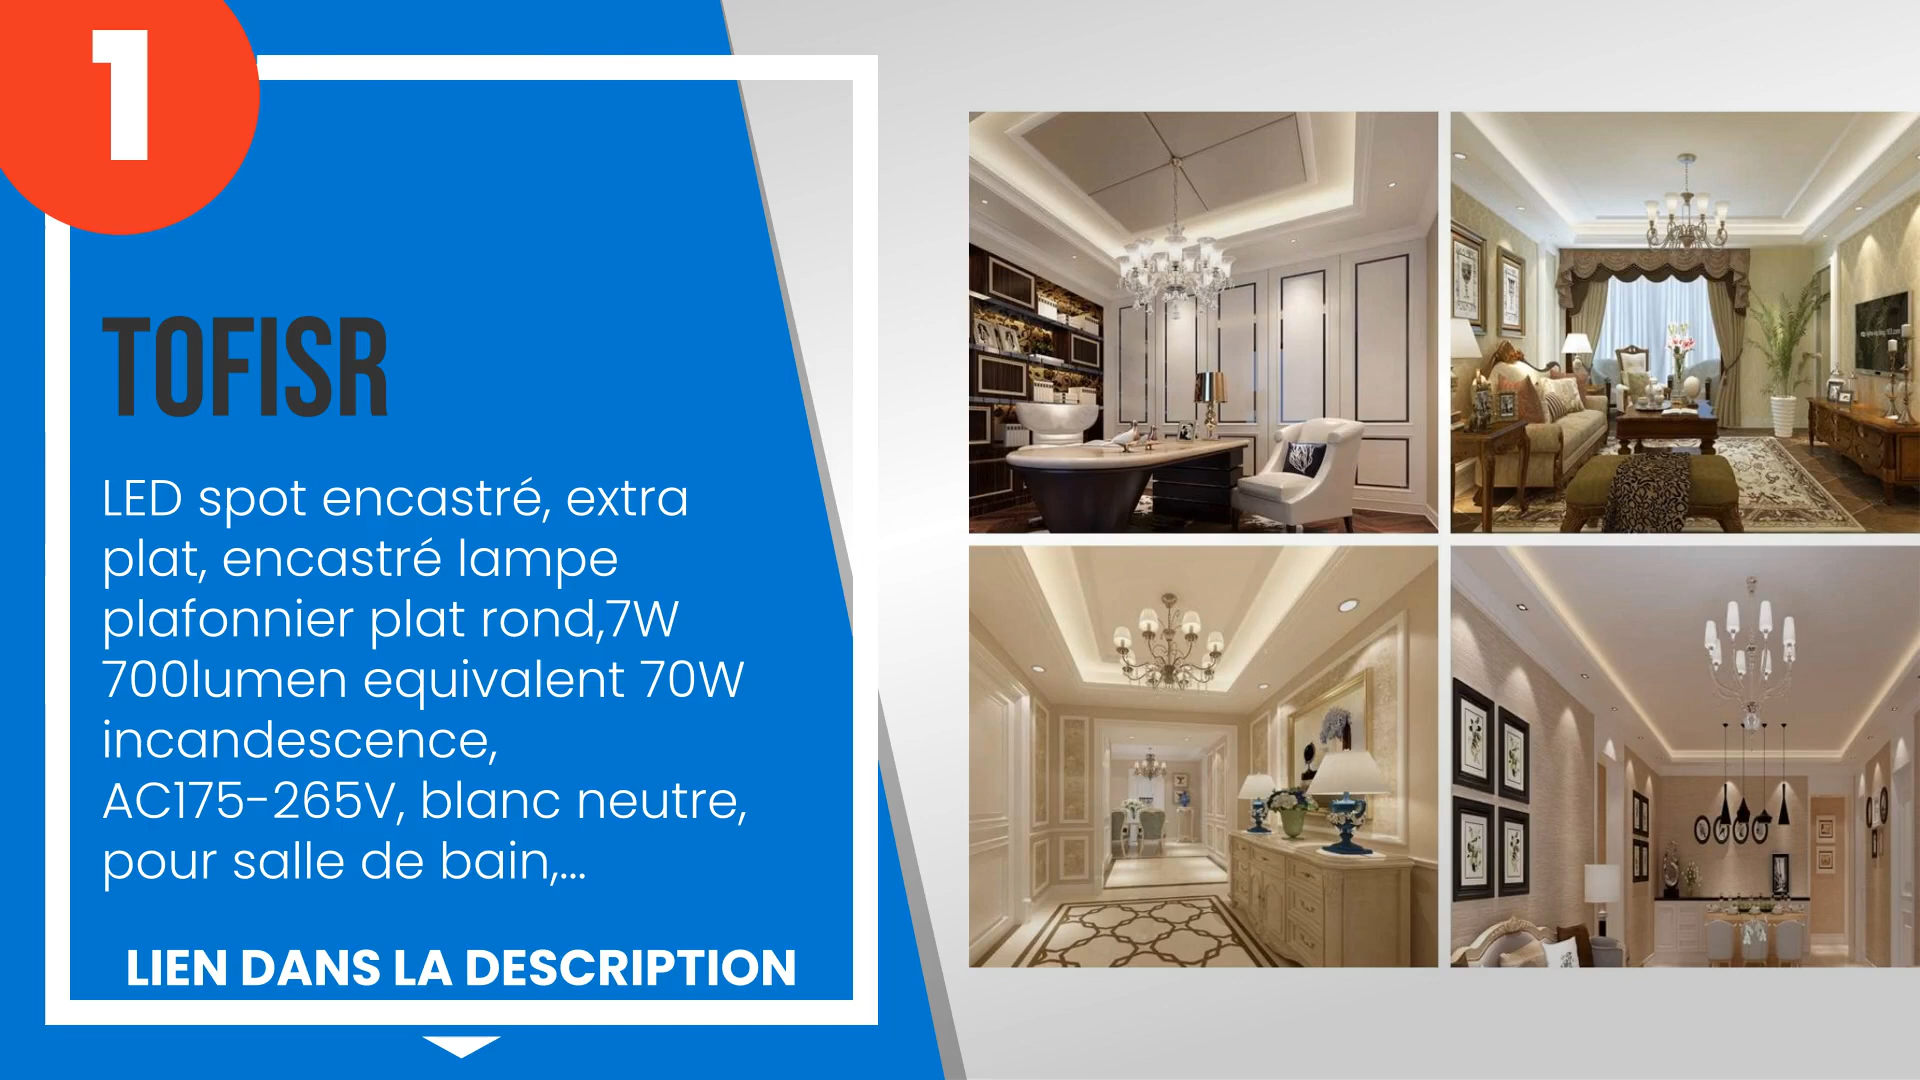 1
TOFISR
LED spot encastré, extra
plat, encastré lampe
plafonnier plat rond,7W
700lumen equivalent 70W
incandescence,
AC175-265V, blanc neutre,
pour salle de bain,...
LIEN DANS LA DESCRIPTION